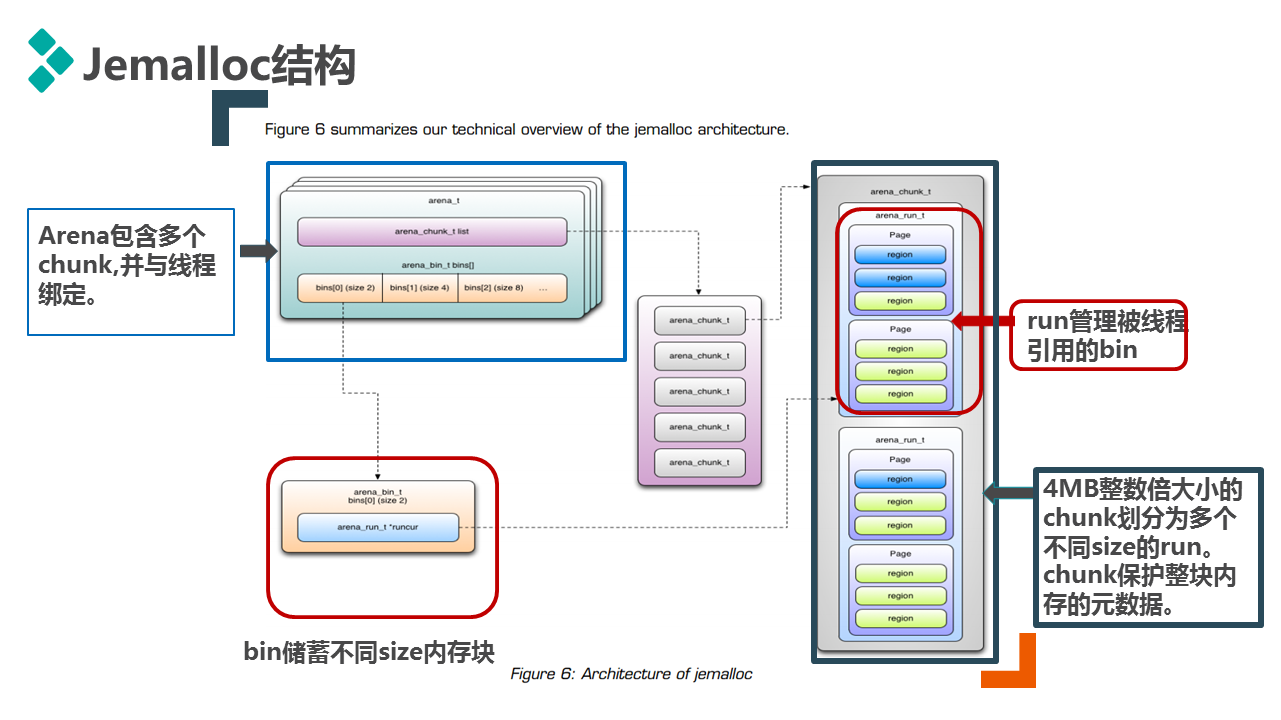 Jemalloc结构
Figure 6 summarizes our technical overview of the jemalloc architecture.
Arena包含多个
chunk,并与线程
绑定。
arena_t
arena_chunk_t list
arena_bin_t bins[]
bins[0] (size 2)
bins[1] (size 4)
bins[2] (size 8)
...
arena_chunk_t
arena_chunk_t
arena_chunk_t
arena_chunk_t
arena_chunk_t
arena_bin_t
bins[0] (size 2)
arena_run_t *runcur
bin储蓄不同size内存块
arena_chunk_t
arena_run_t
Page
region
region
region
Page
region
region
region
arena_run_t
Page
region
region
region
Page
region
region
region
run管理被线程
引用的bin
4MB整数倍大小的
chunk划分为多个
不同size的run。
chunk保护整块内
存的元数据。
Figure 6: Architecture of jemalloc